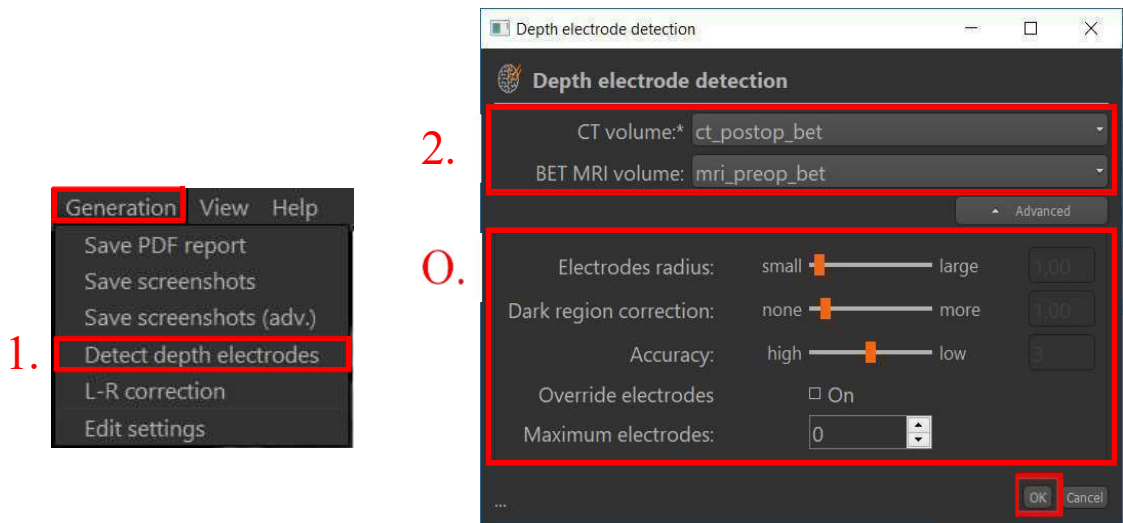 Depth electrode detection
Depth electrode detection
2.
CT volume:* ct_postop_bet
BET MRI volume: mri_preop_bet
Advanced
Generation View Help
Save PDF report
Save screenshots
Save screenshots (adv.)
1.
Detect depth electrodes
L-R correction
Edit settings
O.
Electrodes radius: small large 1,00
Dark region correction: none more 1,00
Accuracy: high low 3
Override electrodes On
Maximum electrodes: 0
... OK Cancel